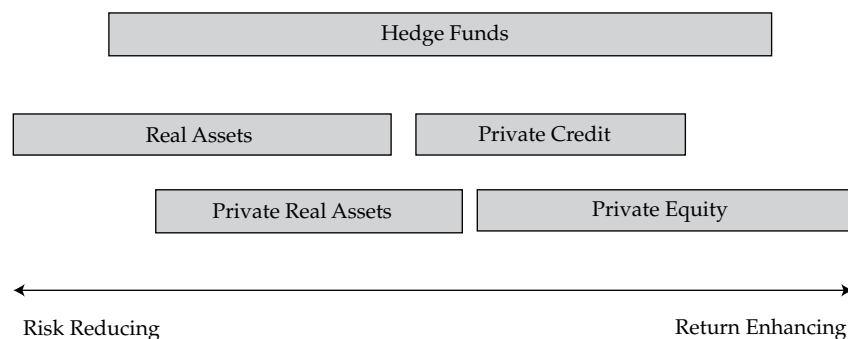 Hedge Funds
Real Assets
Private Credit
Private Real Assets
Private Equity
Risk Reducing
Return Enhancing